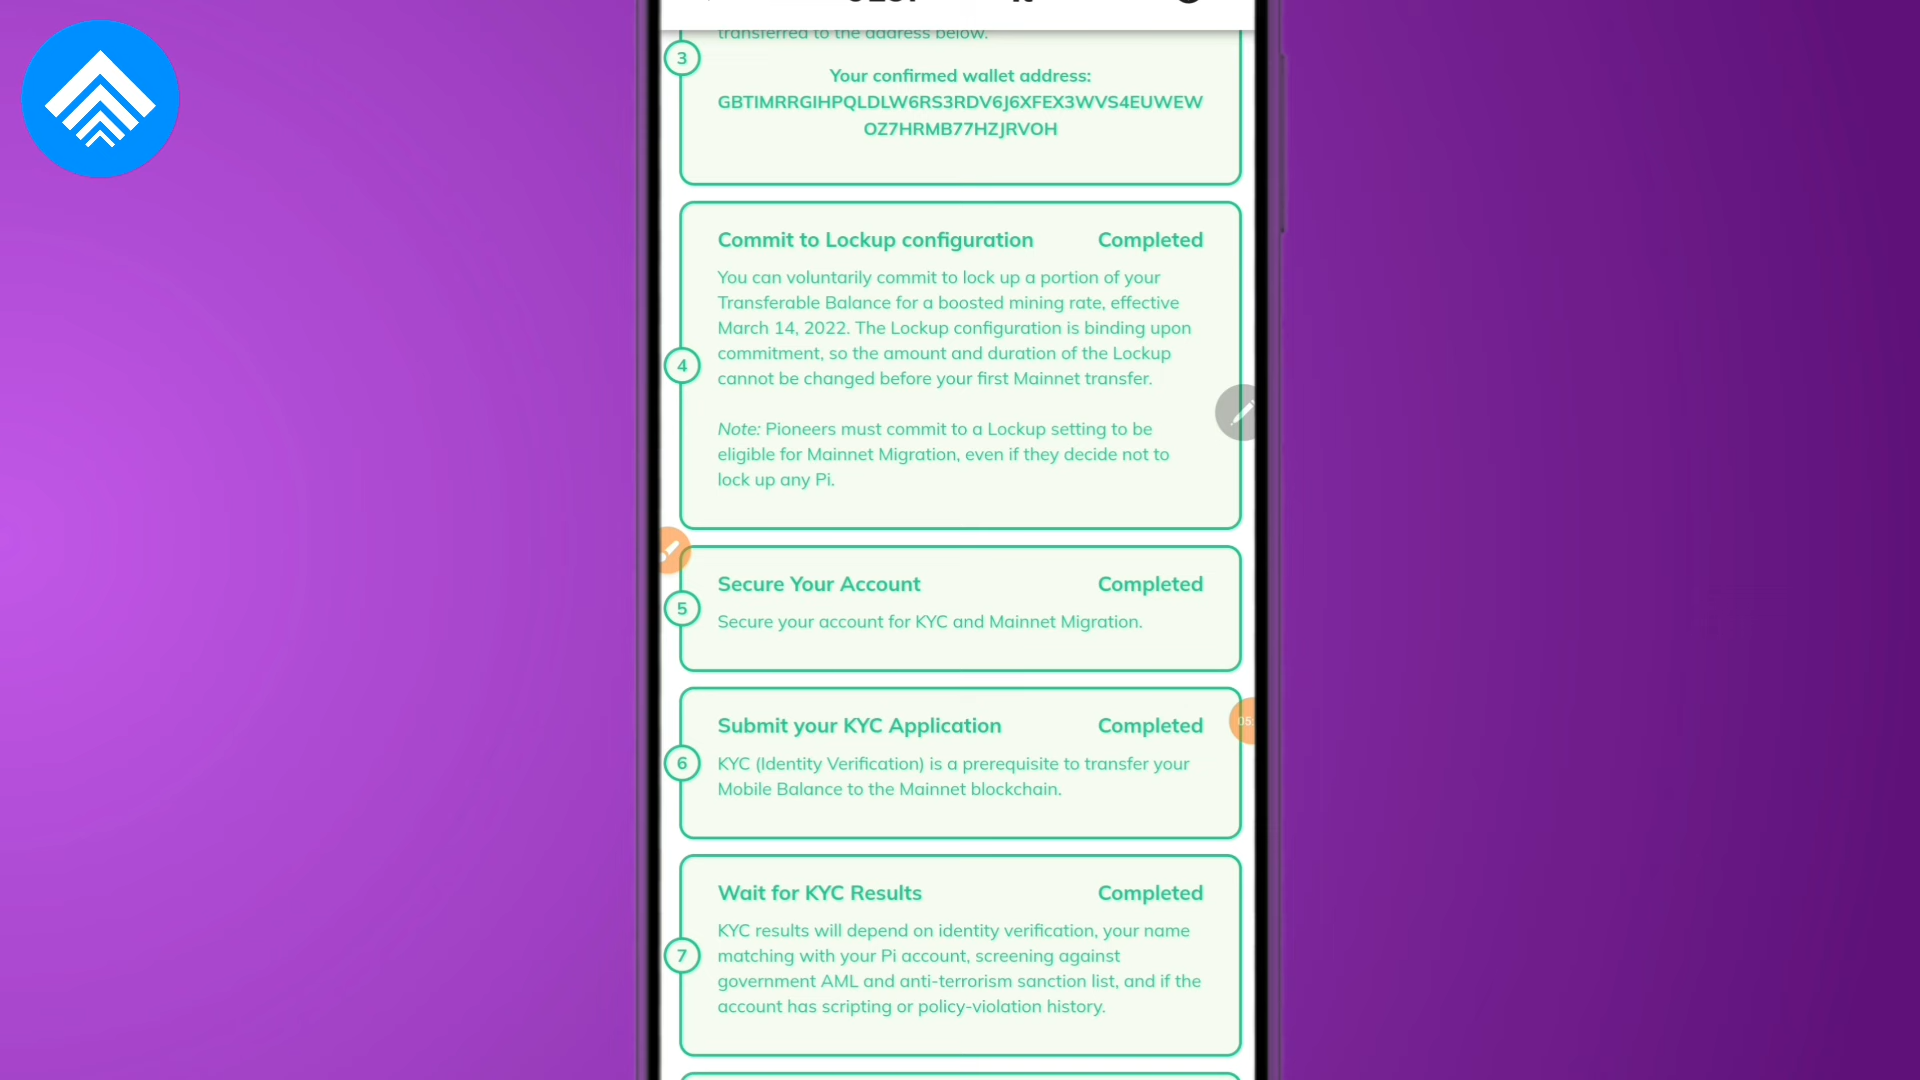 transferred to the address below.
3
Your confirmed wallet address:
GBTIMRRGIHPQLDLW6RS3RDV6J6XFEX3WVS4EUWEW
OZ7HRMB77HZJRVOH
Commit to Lockup configuration Completed
You can voluntarily commit to lock up a portion of your
Transferable Balance for a boosted mining rate, effective
March 14, 2022. The Lockup configuration is binding upon
commitment, so the amount and duration of the Lockup
4
cannot be changed before your first Mainnet transfer.
Note: Pioneers must commit to a Lockup setting to be
eligible for Mainnet Migration, even if they decide not to
lock up any Pi.
Secure Your Account Completed
5
Secure your account for KYC and Mainnet Migration.
Submit your KYC Application Completed
05:
6
KYC (Identity Verification) is a prerequisite to transfer your
Mobile Balance to the Mainnet blockchain.
Wait for KYC Results Completed
KYC results will depend on identity verification, your name
7
matching with your Pi account, screening against
government AML and anti-terrorism sanction list, and if the
account has scripting or policy-violation history.